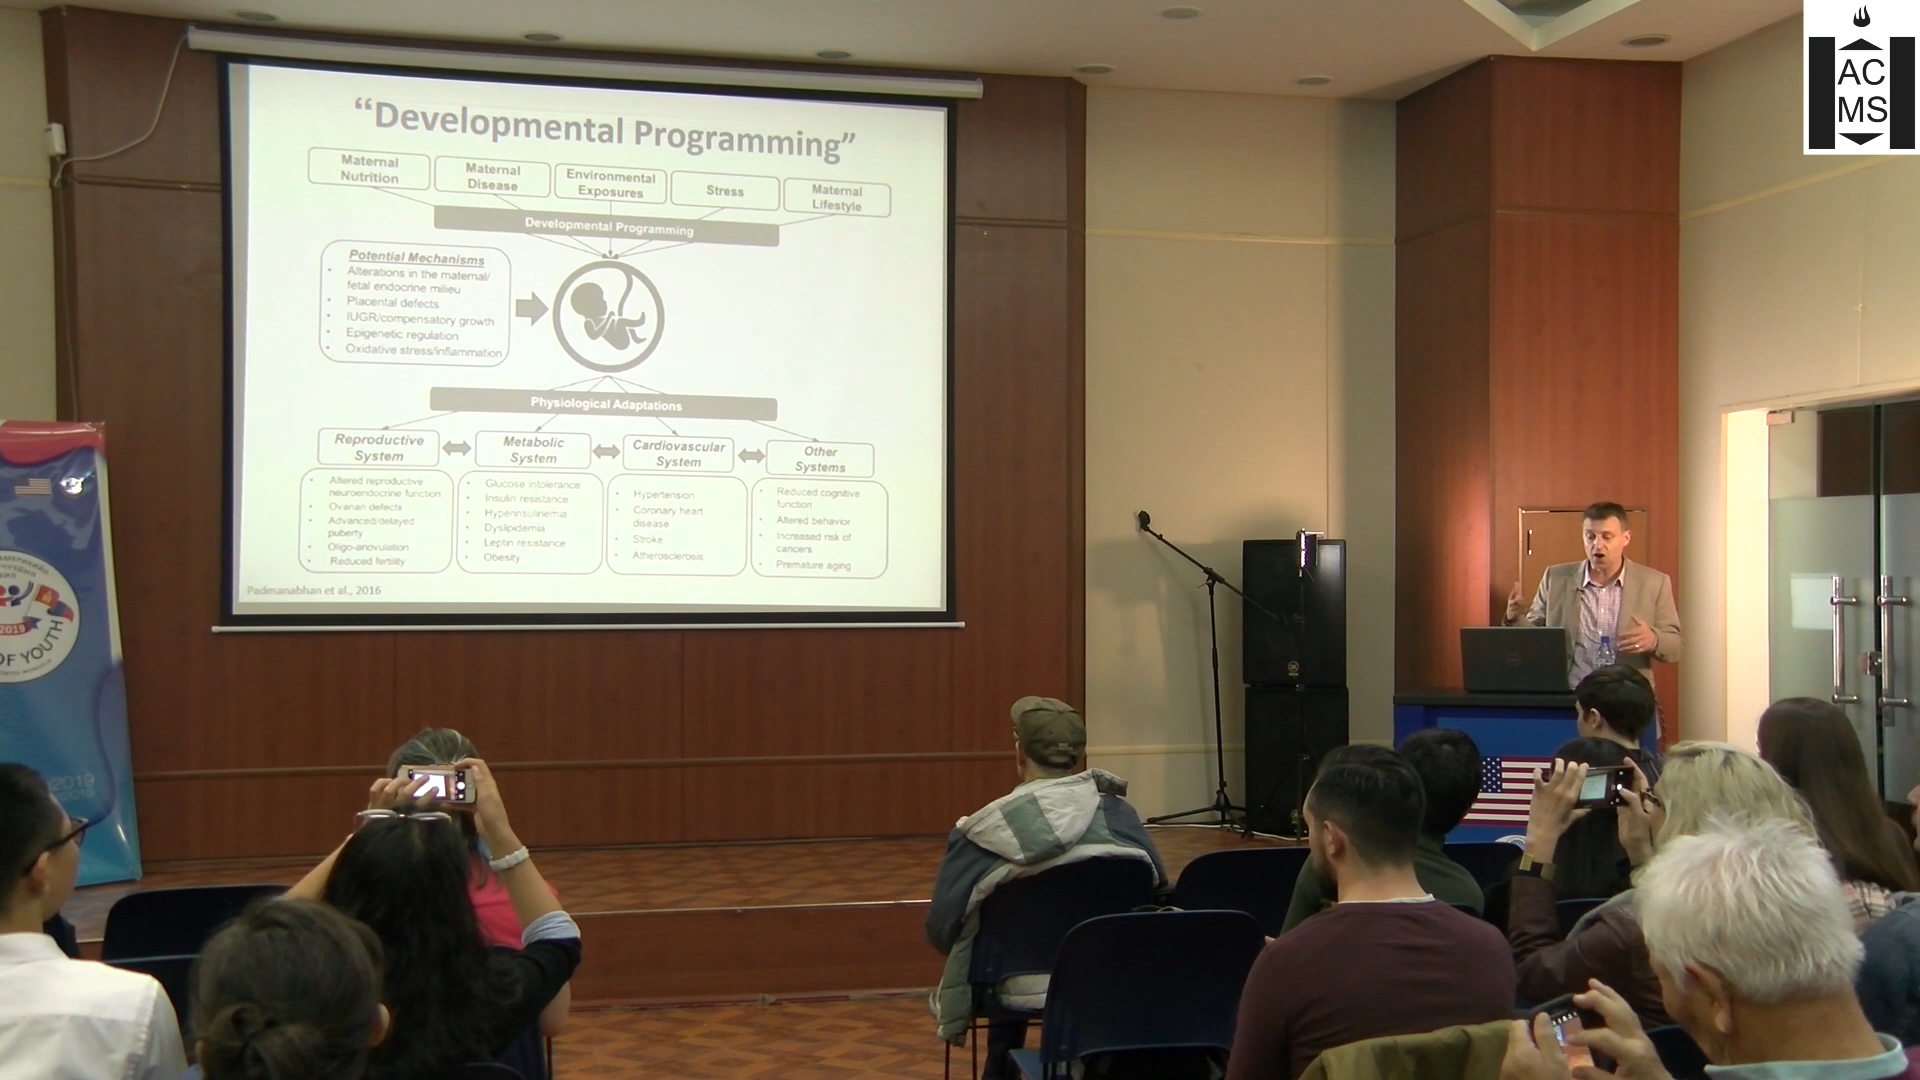 AC
MS
“Developmental Programming”
Maternal
Nutrition
Maternal
Disease
Environmental
Exposures
Stress
Maternal
Lifestyle
Developmental Programming
Potential Mechanisms
• Alterations in the maternal/
fetal endocrine milieu
• Placental defects
• IUGR/compensatory growth
• Epigenetic regulation
• Oxidative stress/inflammation
Physiological Adaptations
Reproductive
System
Metabolic
System
Cardiovascular
System
Other
Systems
• Altered reproductive
neuroendocrine function
• Ovarian defects
• Advanced/delayed
puberty
• Oligo-anovulation
• Reduced fertility
• Glucose intolerance
• Insulin resistance
• Hyperinsulinemia
• Dyslipidemia
• Leptin resistance
• Obesity
• Hypertension
• Coronary heart
disease
• Stroke
• Atherosclerosis
• Reduced cognitive
function
• Altered behavior
• Increased risk of
cancers
• Premature aging
Padmanabhan et al., 2016
2019
OF YOUTH
2019